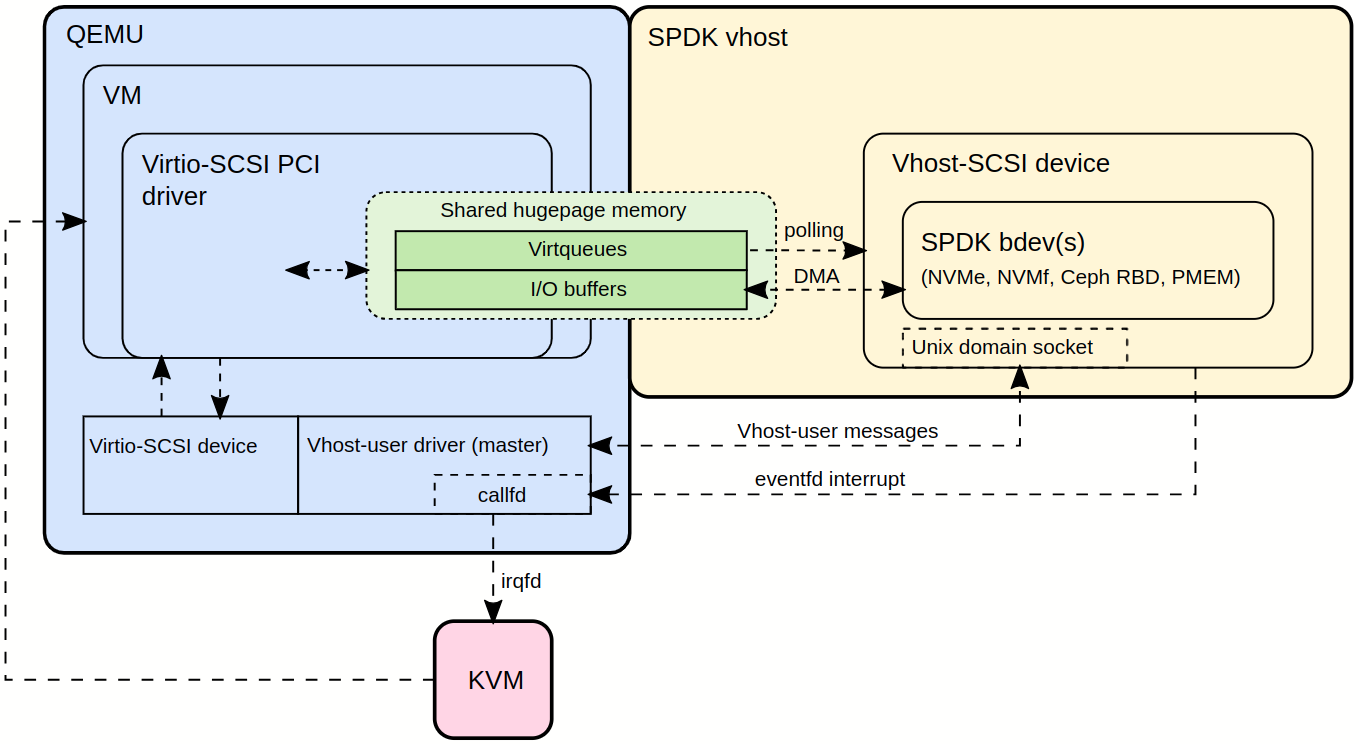 QEMU
SPDK vhost
VM
Virtio-SCSI PCI
driver
Vhost-SCSI device
Shared hugepage memory
Virtqueues
I/O buffers
polling
DMA
SPDK bdev(s)
(NVMe, NVMf, Ceph RBD, PMEM)
Unix domain socket
Virtio-SCSI device
Vhost-user driver (master)
callfd
Vhost-user messages
eventfd interrupt
irqfd
KVM